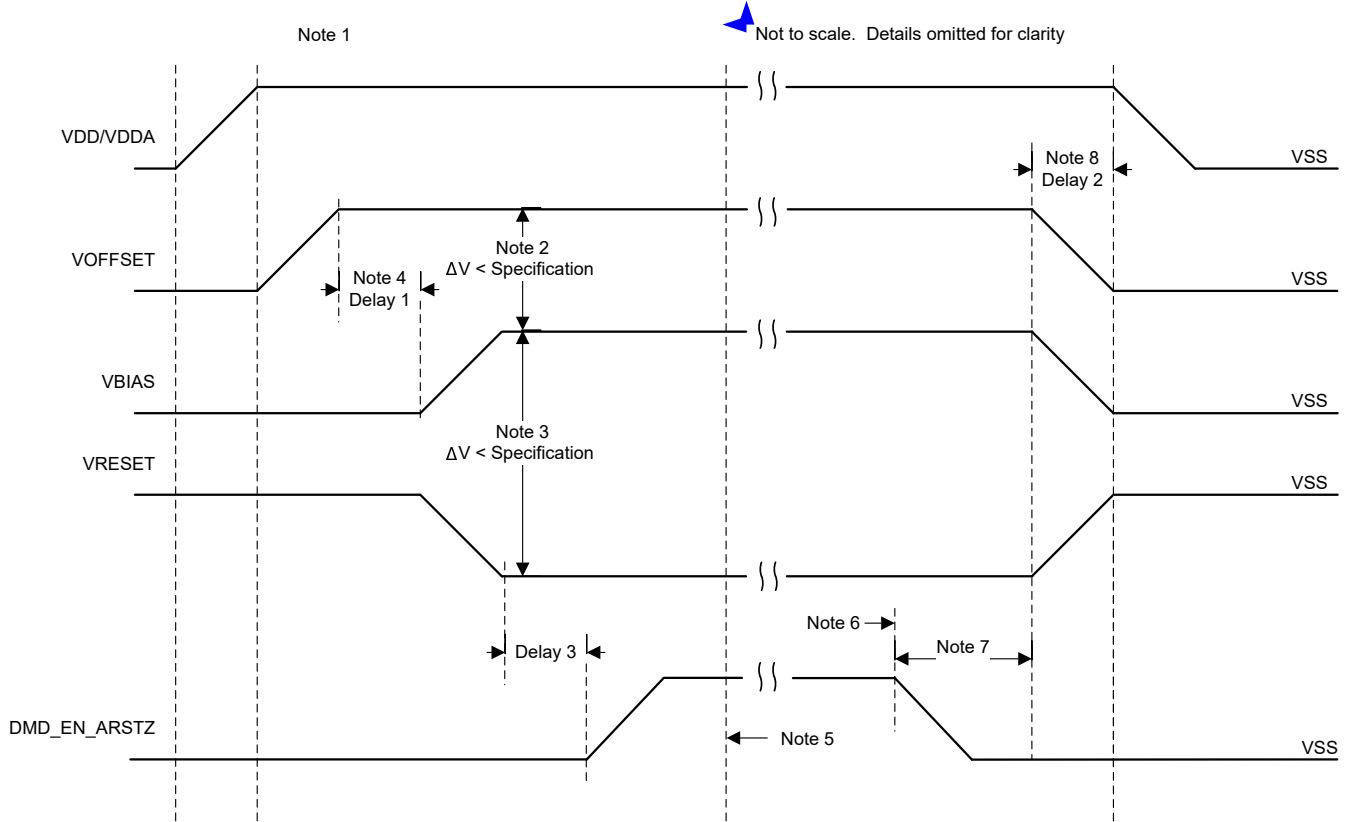 Note 1
Not to scale.  Details omitted for clarity
VDD/VDDA
Note 8
Delay 2
VSS
VOFFSET
Note 2
ΔV < Specification
Note 4
Delay 1
VSS
VBIAS
VSS
Note 3
ΔV < Specification
VRESET
VSS
Note 6
Delay 3
Note 7
DMD_EN_ARSTZ
Note 5
VSS